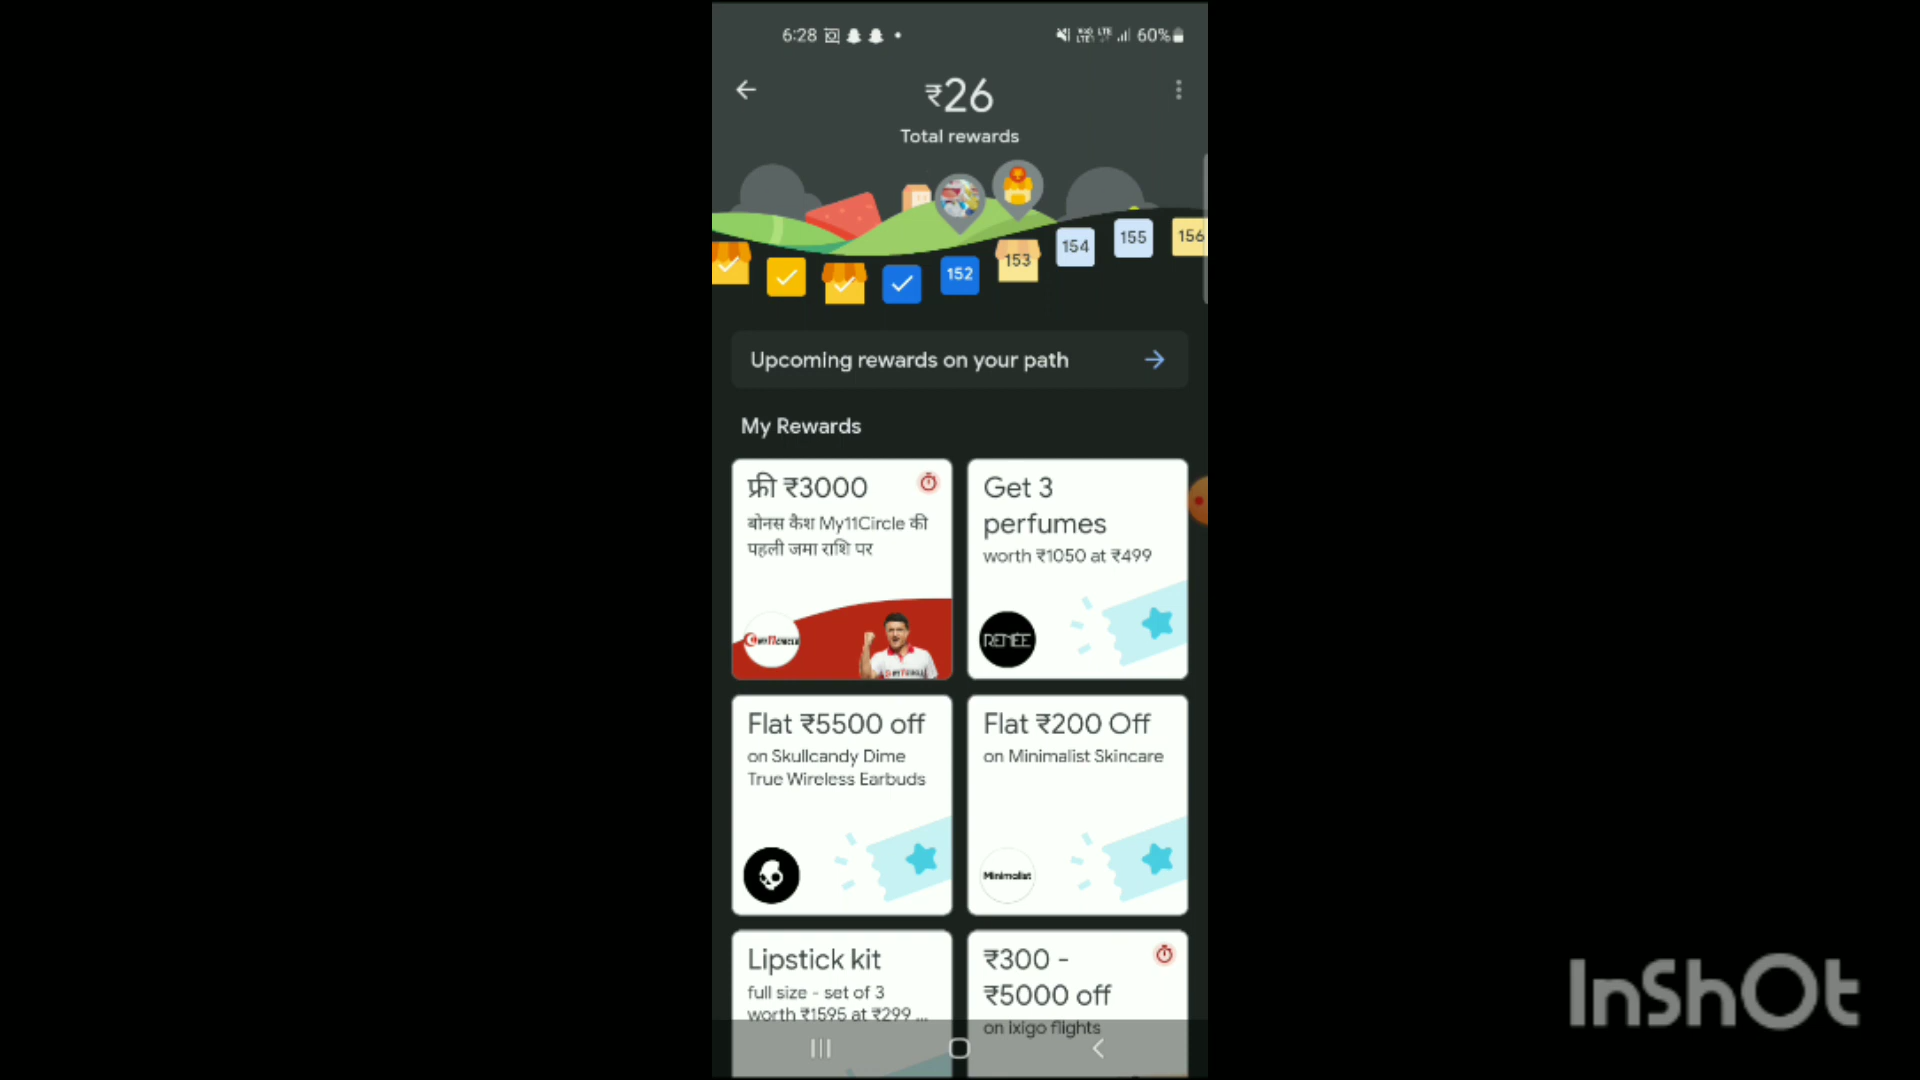 6:28
60%
₹26
Total rewards
152
153
154
155
156
Upcoming rewards on your path
My Rewards
फ्री ₹3000
बोनस कैश My11Circle की
पहली जमा राशि पर
MY11CIRCLE
Get 3
perfumes
worth ₹1050 at ₹499
RENÉE
Flat ₹5500 off
on Skullcandy Dime
True Wireless Earbuds
Flat ₹200 Off
on Minimalist Skincare
Minimalist
Lipstick kit
full size - set of 3
worth ₹1595 at ₹299 ...
₹300 -
₹5000 off
on ixigo flights
InShOt